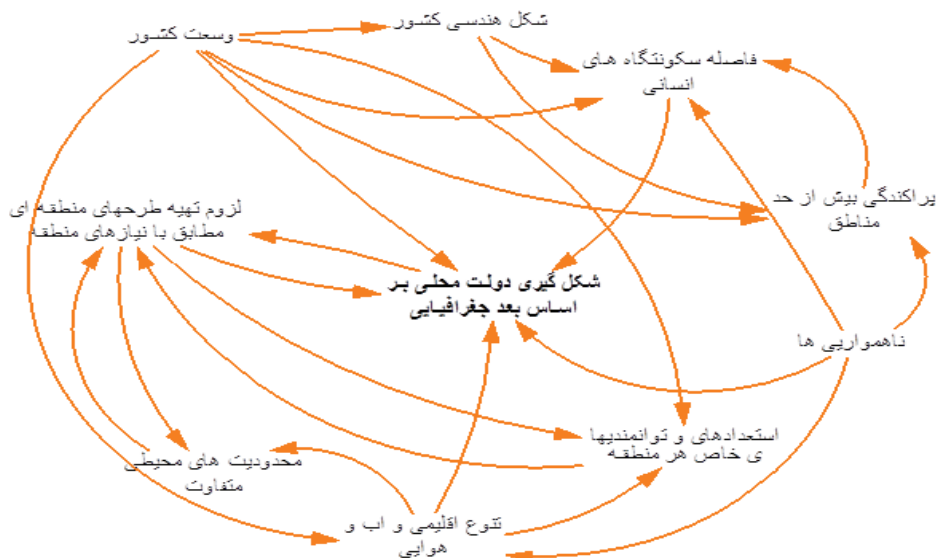 شکل هندسی کشور
وسعت کشور
فاصله سکونتگاه های
انسانی
پراکندگی بیش از حد
مناطق
لزوم تهیه طرحهای منطقه ای
مطابق با نیازهای منطقه
شکل گیری دولت محلی بر
اساس بعد جغرافیایی
ناهمواریی ها
استعدادهای و توانمندیها
ی خاص هر منطقه
محدودیت های محیطی
متفاوت
تنوع اقلیمی و اب و
هوایی